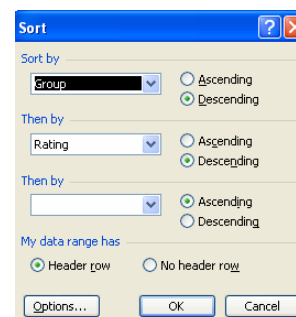 Sort
Sort by
Group
Ascending
Descending
Then by
Rating
Ascending
Descending
Then by
Ascending
Descending
My data range has
Header row
No header row
Options...
OK
Cancel